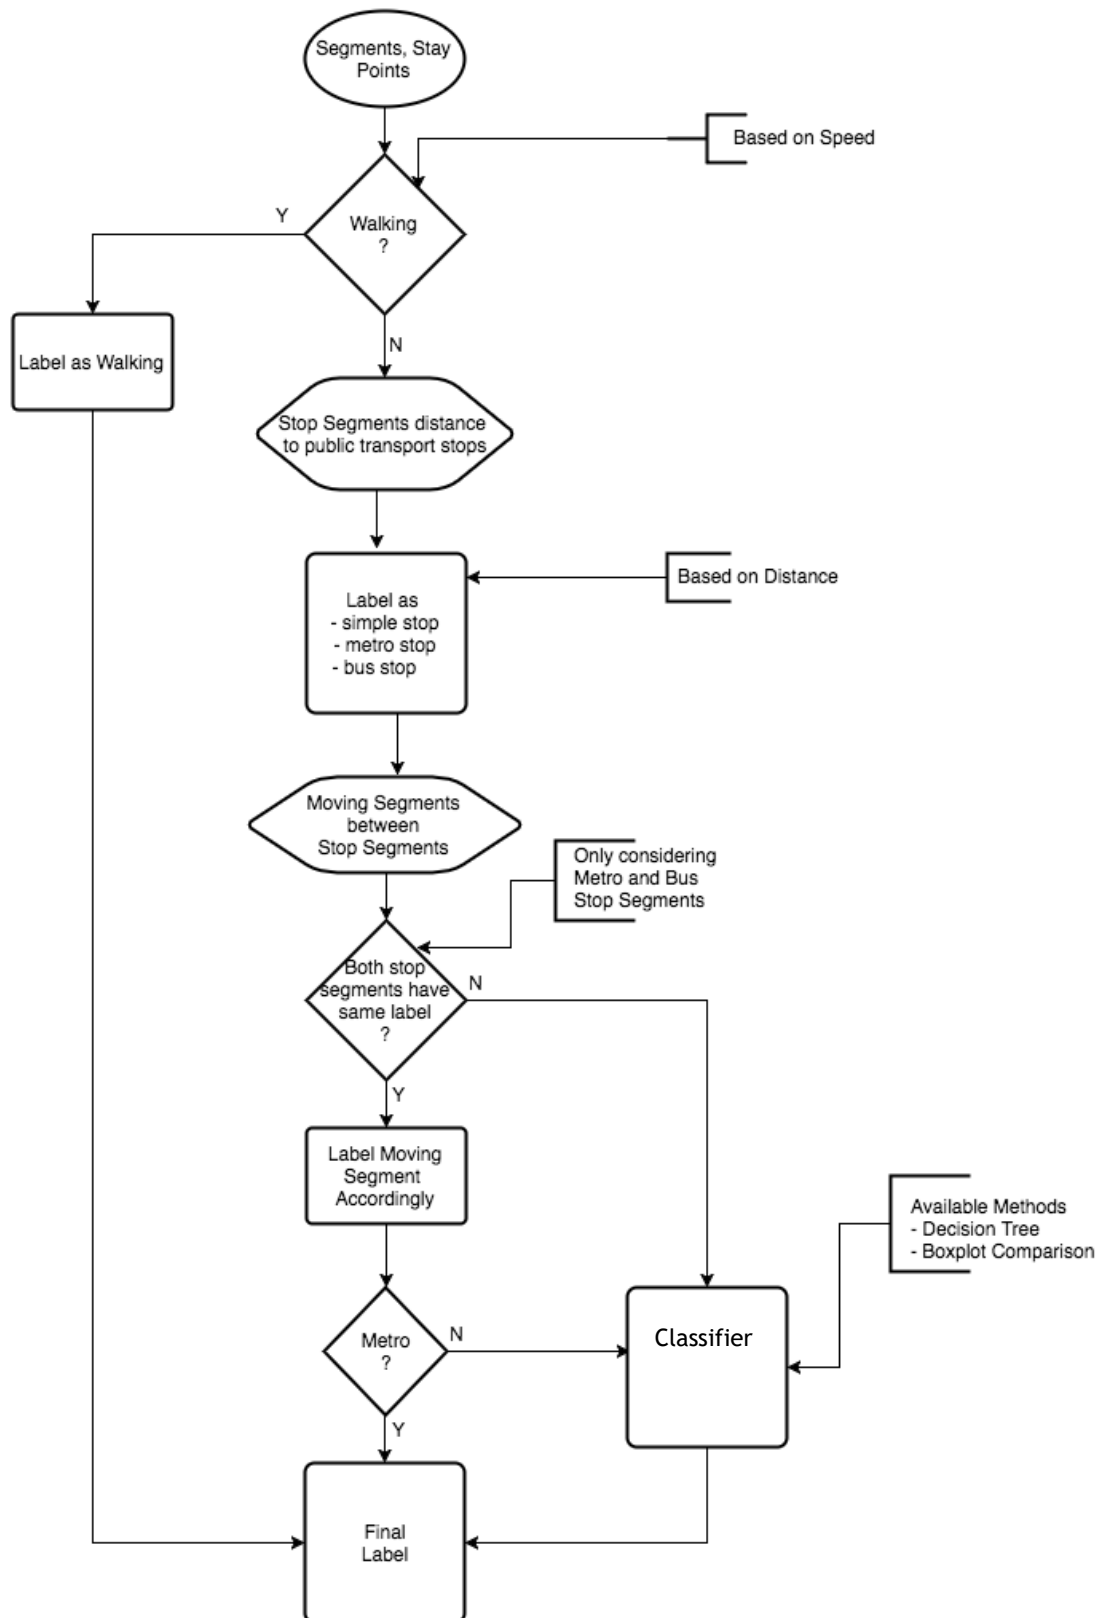 Segments, Stay
Points
Based on Speed
Y
Walking
?
N
Label as Walking
Stop Segments distance
to public transport stops
Based on Distance
Label as
- simple stop
- metro stop
- bus stop
Moving Segments
between
Stop Segments
Only considering
Metro and Bus
Stop Segments
Both stop
segments have
same label
?
N
Y
Label Moving
Segment
Accordingly
Available Methods
- Decision Tree
- Boxplot Comparison
Metro
?
N
Classifier
Y
Final
Label